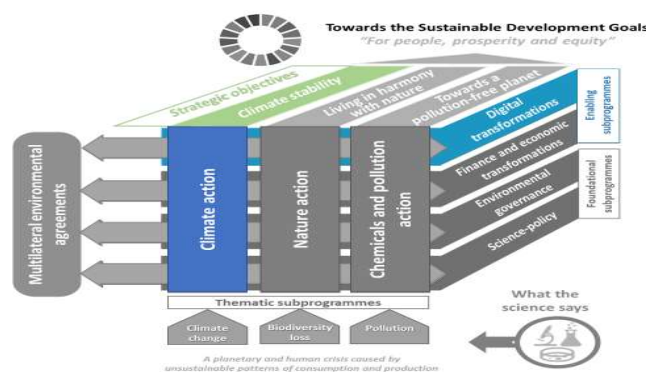 Towards the Sustainable Development Goals
"For people, prosperity and equity"
Strategic objectives
Climate stability
Living in harmony
with nature
Towards a
pollution-free planet
Digital
transformations
Finance and economic
transformations
Environmental
governance
Science-policy
Enabling
subprogrammes
Foundational
subprogrammes
Multilateral environmental
agreements
Climate action
Nature action
Chemicals and pollution
action
Thematic subprogrammes
Climate
change
Biodiversity
loss
Pollution
What the
science says
A planetary and human crisis caused by
unsustainable patterns of consumption and production